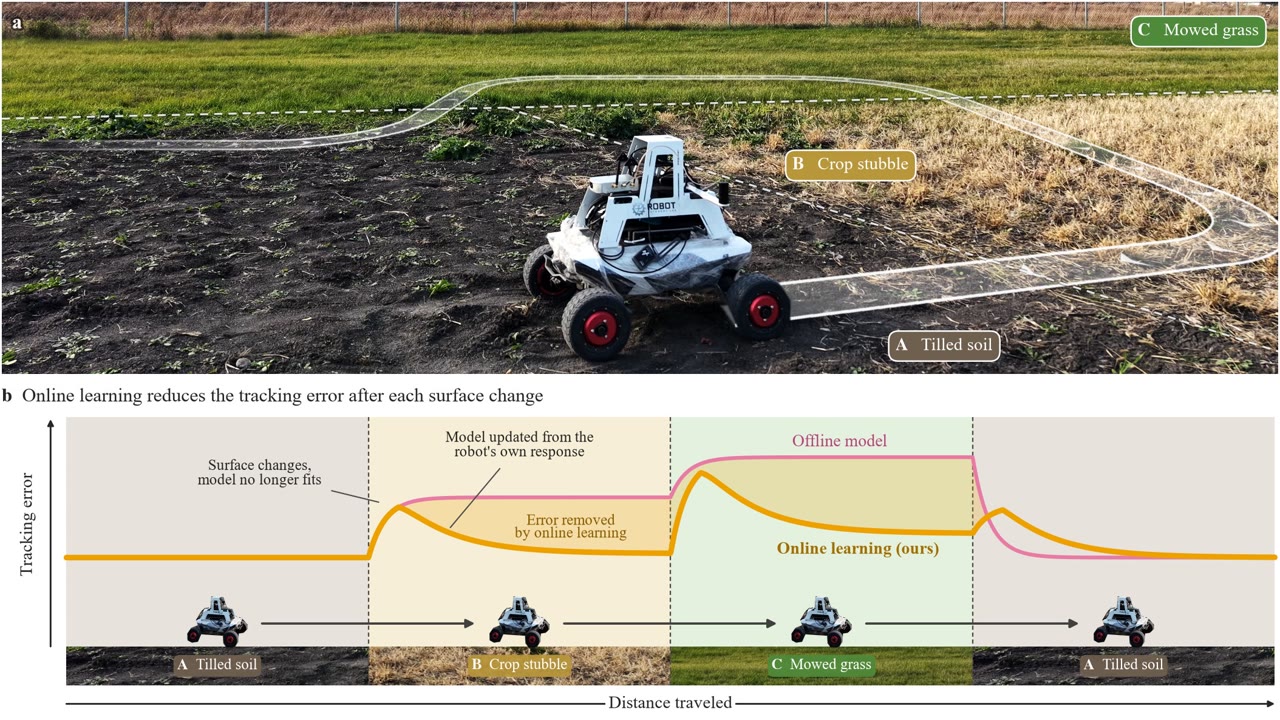 a
C Mowed grass
B Crop stubble
ROBOT
A Tilled soil
b Online learning reduces the tracking error after each surface change
Tracking error
Surface changes,
model no longer fits
Model updated from the
robot's own response
Offline model
Error removed
by online learning
Online learning (ours)
A Tilled soil
B Crop stubble
C Mowed grass
A Tilled soil
Distance traveled